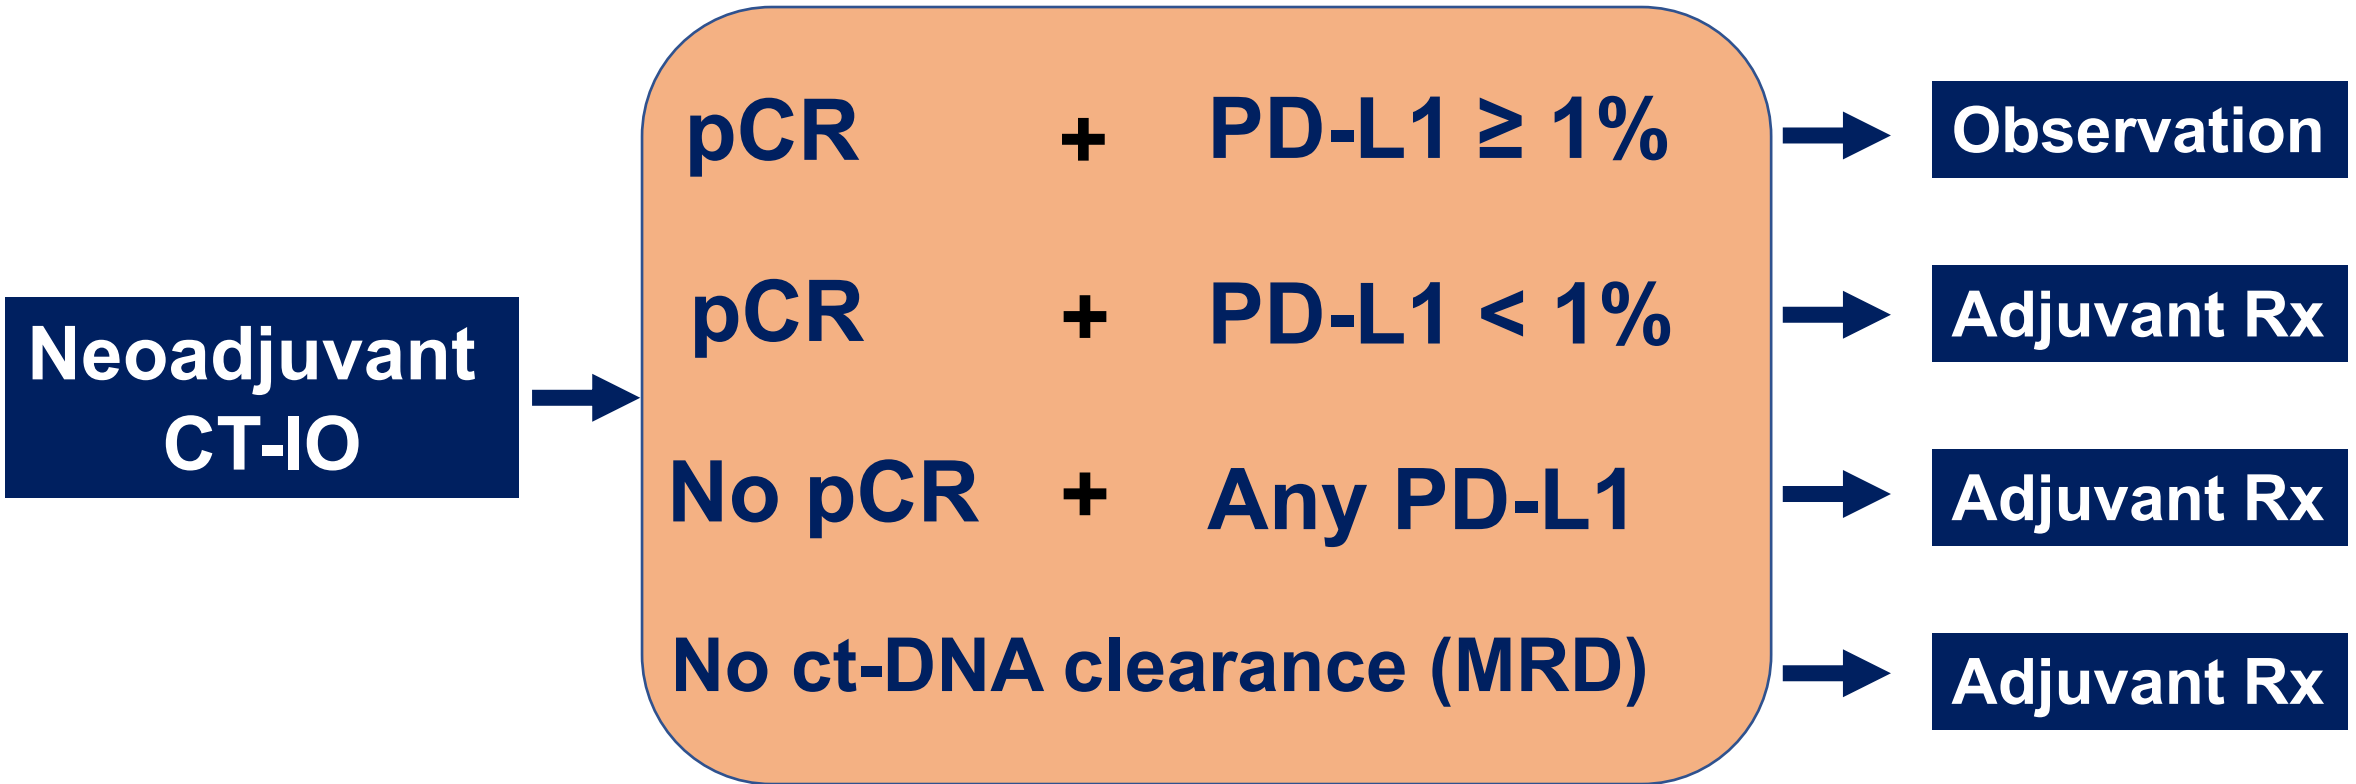 pCR + PD-L1 ≥ 1% Observation
pCR + PD-L1 < 1% Adjuvant Rx
Neoadjuvant
CT-IO
No pCR + Any PD-L1 Adjuvant Rx
No ct-DNA clearance (MRD) Adjuvant Rx